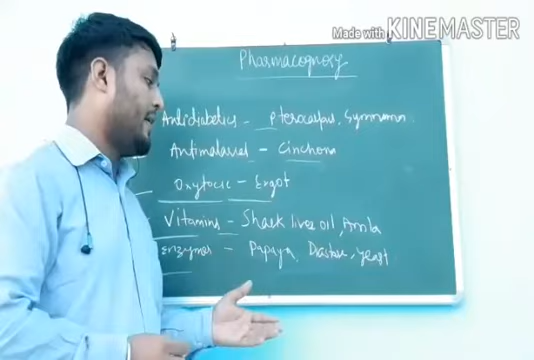 Made with KINEMASTER
Pharmacognosy
Antidiabetics - Pterocarpus, Gymnema
Antimalarial - Cinchona
Oxytocic - Ergot
Vitamins - Shark liver oil, Amla
Enzymes - Papaya, Diastase, Yeast